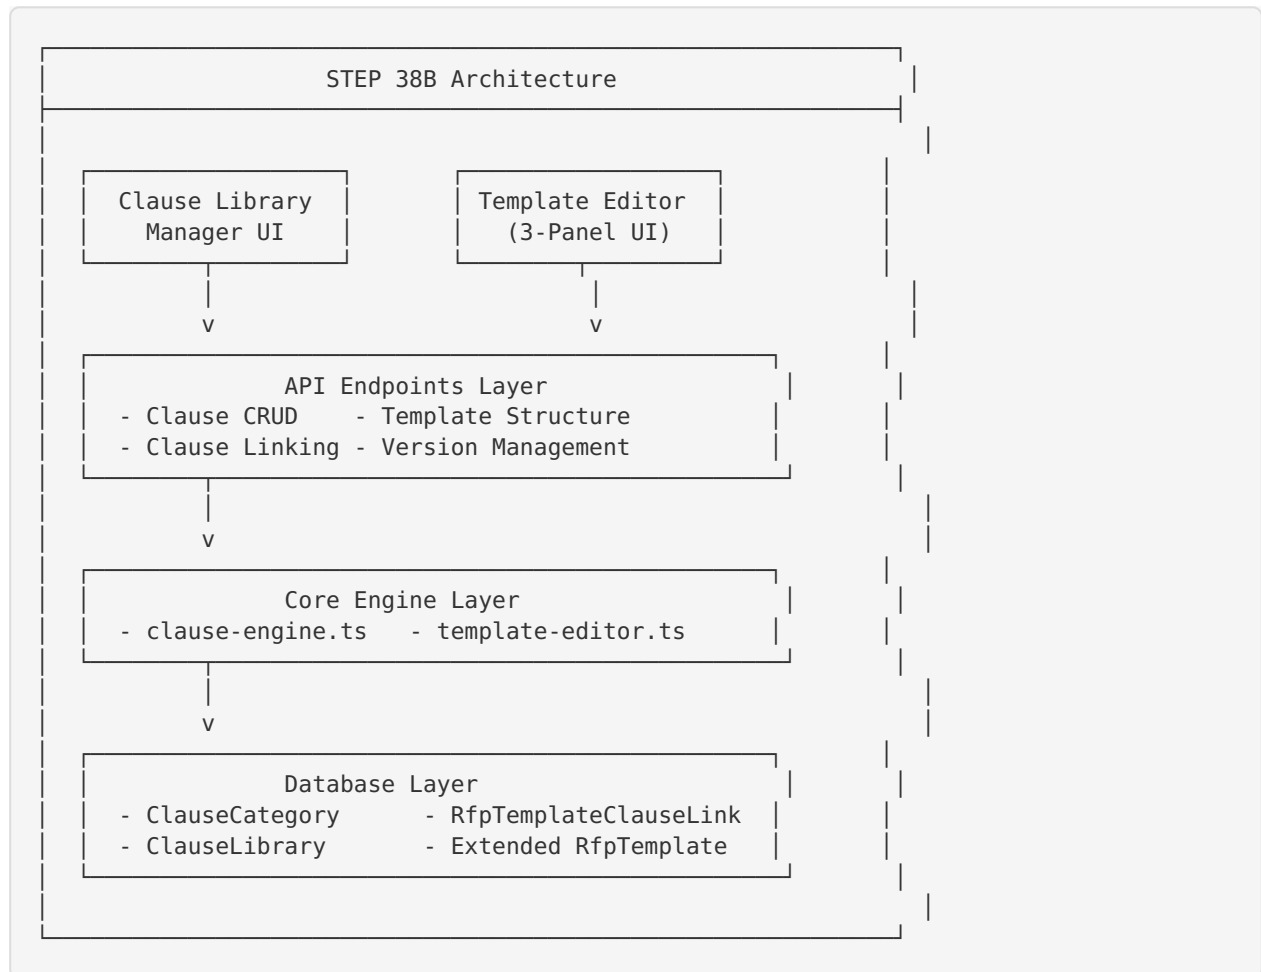 STEP 38B Architecture
Clause Library Template Editor
Manager UI (3-Panel UI)
v v
API Endpoints Layer
- Clause CRUD - Template Structure
- Clause Linking - Version Management
v
Core Engine Layer
- clause-engine.ts - template-editor.ts
v
Database Layer
- ClauseCategory - RfpTemplateClauseLink
- ClauseLibrary - Extended RfpTemplate